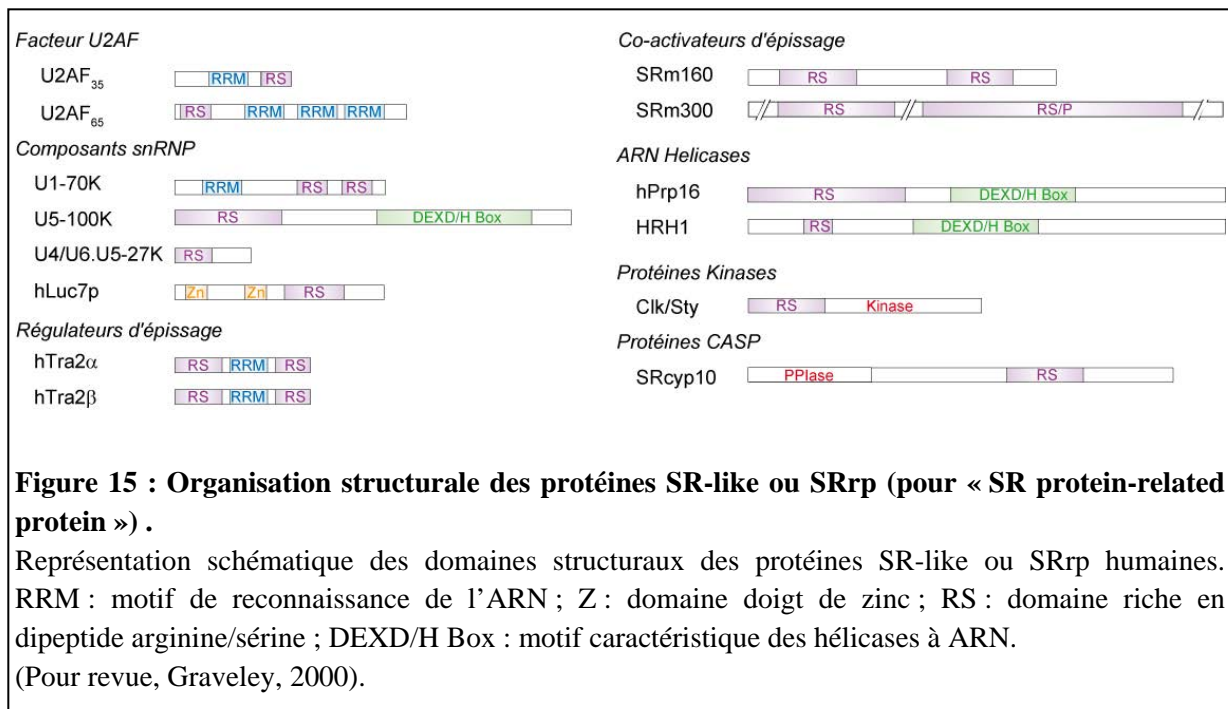 Facteur U2AF
U2AF35 RRM RS
U2AF65 RS RRM RRM RRM
Composants snRNP
U1-70K RRM RS RS
U5-100K RS DEXD/H Box
U4/U6.U5-27K RS
hLuc7p Zn Zn RS
Régulateurs d'épissage
hTra2α RS RRM RS
hTra2β RS RRM RS
Co-activateurs d'épissage
SRm160 RS RS
SRm300 RS RS/P
ARN Helicases
hPrp16 RS DEXD/H Box
HRH1 RS DEXD/H Box
Protéines Kinases
Clk/Sty RS Kinase
Protéines CASP
SRcyp10 PPIase RS
Figure 15 : Organisation structurale des protéines SR-like ou SRrp (pour « SR protein-related
protein ») .
Représentation schématique des domaines structuraux des protéines SR-like ou SRrp humaines.
RRM : motif de reconnaissance de l’ARN ; Z : domaine doigt de zinc ; RS : domaine riche en
dipeptide arginine/sérine ; DEXD/H Box : motif caractéristique des hélicases à ARN.
(Pour revue, Graveley, 2000).